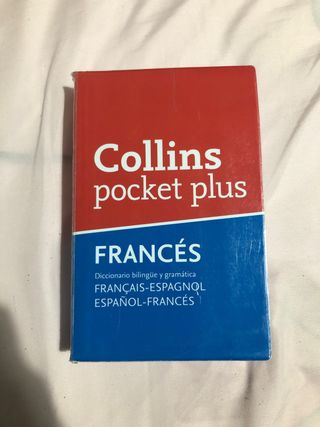 Collins
pocket plus
FRANCÉS
Diccionario bilingüe y gramática
FRANÇAIS-ESPAGNOL
ESPAÑOL-FRANCÉS